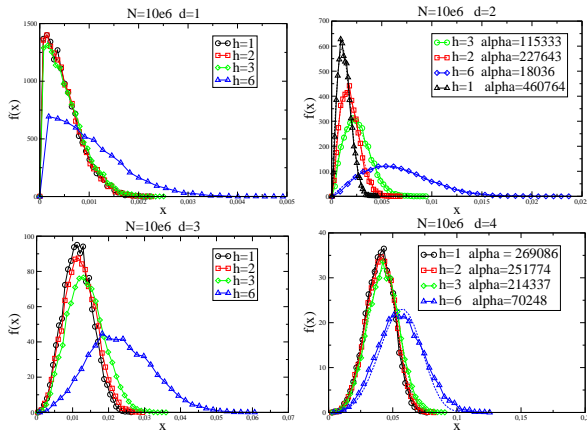 N=10e6 d=1
f(x)
1500
1000
500
0
h=1
h=2
h=3
h=6
0
0,001
0,002
0,003
0,004
0,005
x
N=10e6 d=2
f(x)
700
600
500
400
300
200
100
0
h=3 alpha=115333
h=2 alpha=227643
h=6 alpha=18036
h=1 alpha=460764
0
0,005
0,01
0,015
0,02
x
N=10e6 d=3
f(x)
100
80
60
40
20
0
h=1
h=2
h=3
h=6
0
0,01
0,02
0,03
0,04
0,05
0,06
0,07
x
N=10e6 d=4
f(x)
40
30
20
10
0
h=1 alpha = 269086
h=2 alpha=251774
h=3 alpha=214337
h=6 alpha=70248
0
0,05
0,1
0,15
x